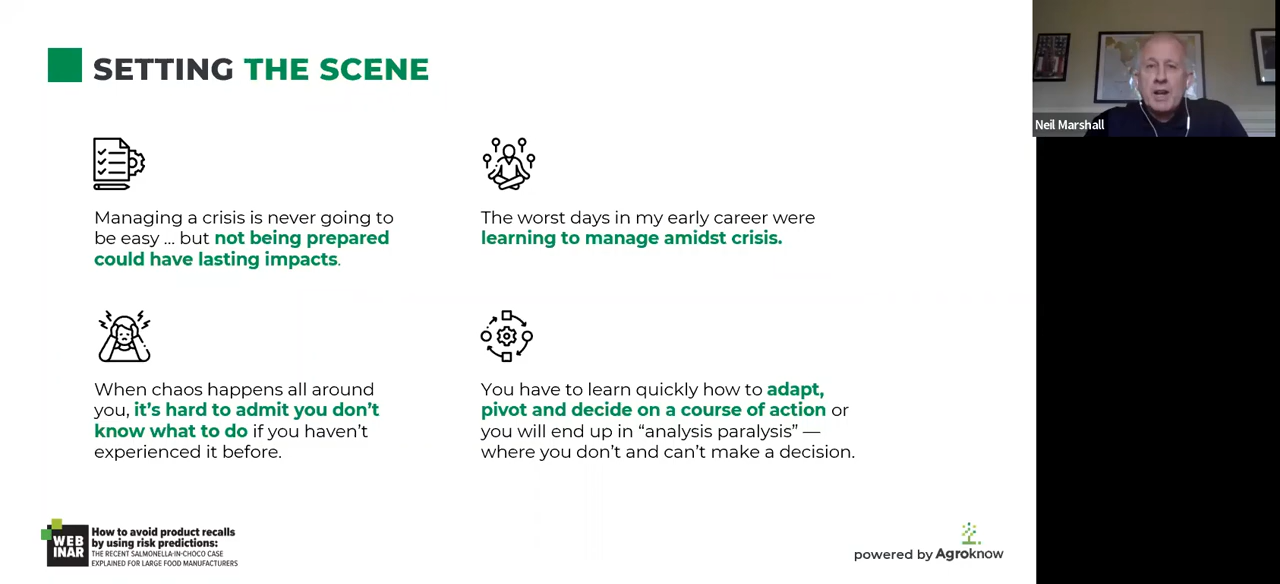 SETTING THE SCENE
Neil Marshall
Managing a crisis is never going to
be easy ... but not being prepared
could have lasting impacts.
The worst days in my early career were
learning to manage amidst crisis.
When chaos happens all around
you, it’s hard to admit you don’t
know what to do if you haven’t
experienced it before.
You have to learn quickly how to adapt,
pivot and decide on a course of action or
you will end up in “analysis paralysis” —
where you don’t and can’t make a decision.
WEB
INAR
How to avoid product recalls
by using risk predictions:
THE RECENT SALMONELLA-IN-CHOCO CASE
EXPLAINED FOR LARGE FOOD MANUFACTURERS
powered by Agroknow